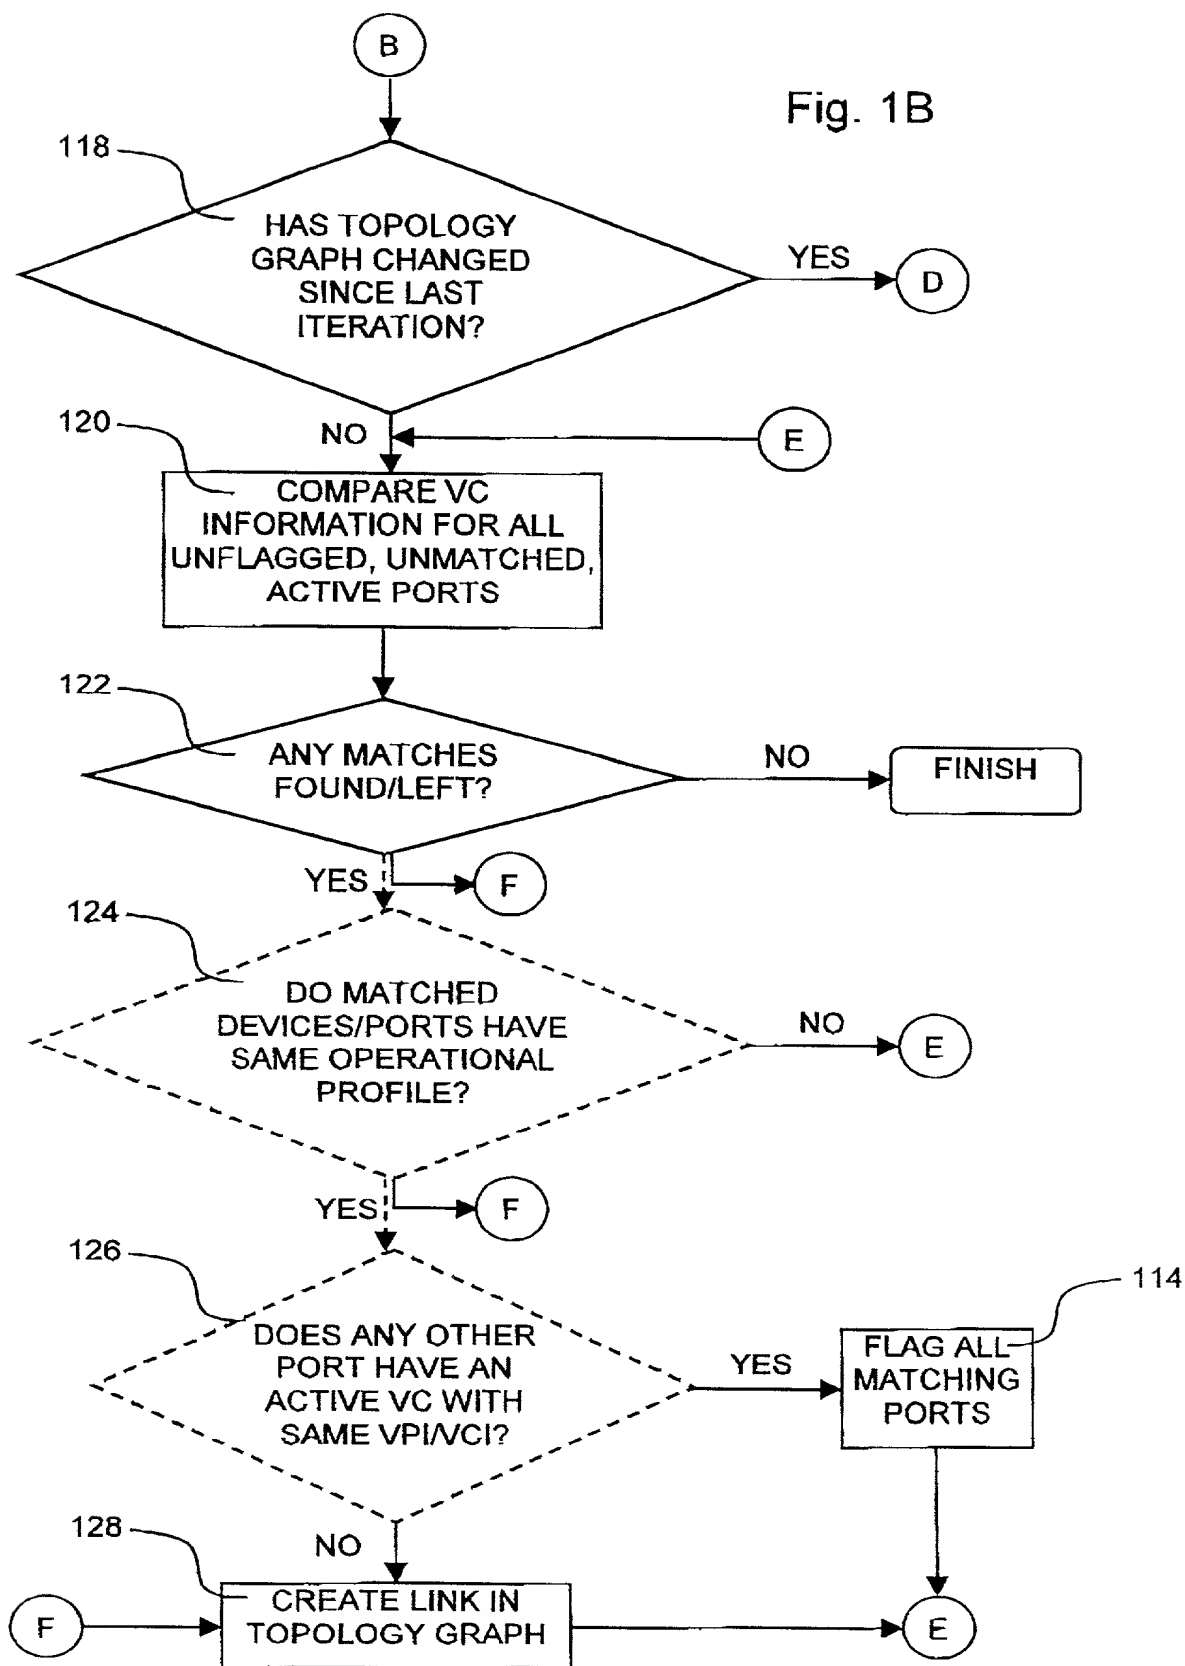 B
Fig. 1B
118
HAS TOPOLOGY
GRAPH CHANGED
SINCE LAST
ITERATION?
YES
D
120
NO
E
COMPARE VC
INFORMATION FOR ALL
UNFLAGGED, UNMATCHED,
ACTIVE PORTS
122
ANY MATCHES
FOUND/LEFT?
NO
FINISH
YES
F
124
DO MATCHED
DEVICES/PORTS HAVE
SAME OPERATIONAL
PROFILE?
NO
E
YES
F
126
114
DOES ANY OTHER
PORT HAVE AN
ACTIVE VC WITH
SAME VPI/VCI?
YES
FLAG ALL
MATCHING
PORTS
128
NO
F
CREATE LINK IN
TOPOLOGY GRAPH
E